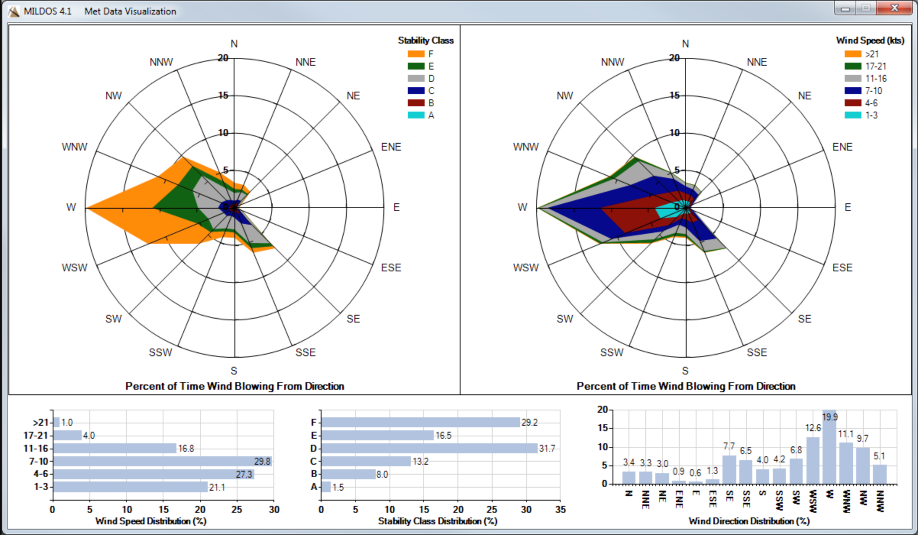 MILDOS 4.1 Met Data Visualization
Stability Class
F
E
D
C
B
A
N
NNE
NE
ENE
E
ESE
SE
SSE
S
SSW
SW
WSW
W
WNW
NW
NNW
20
15
10
5
0
Percent of Time Wind Blowing From Direction
Wind Speed (kts)
>21
17-21
11-16
7-10
4-6
1-3
N
NNE
NE
ENE
E
ESE
SE
SSE
S
SSW
SW
WSW
W
WNW
NW
NNW
20
15
10
5
0
Percent of Time Wind Blowing From Direction
>21 1.0
17-21 4.0
11-16 16.8
7-10 29.8
4-6 27.3
1-3 21.1
0 5 10 15 20 25 30
Wind Speed Distribution (%)
F 29.2
E 16.5
D 31.7
C 13.2
B 8.0
A 1.5
0 5 10 15 20 25 30 35
Stability Class Distribution (%)
20
15
10
5
0
3.4 3.3 3.0 0.9 0.6 1.3 7.7 6.5 4.0 4.2 6.8 12.6 19.9 11.1 9.7 5.1
N NNE NE ENE E ESE SE SSE S SSW SW WSW W WNW NW NNW
Wind Direction Distribution (%)